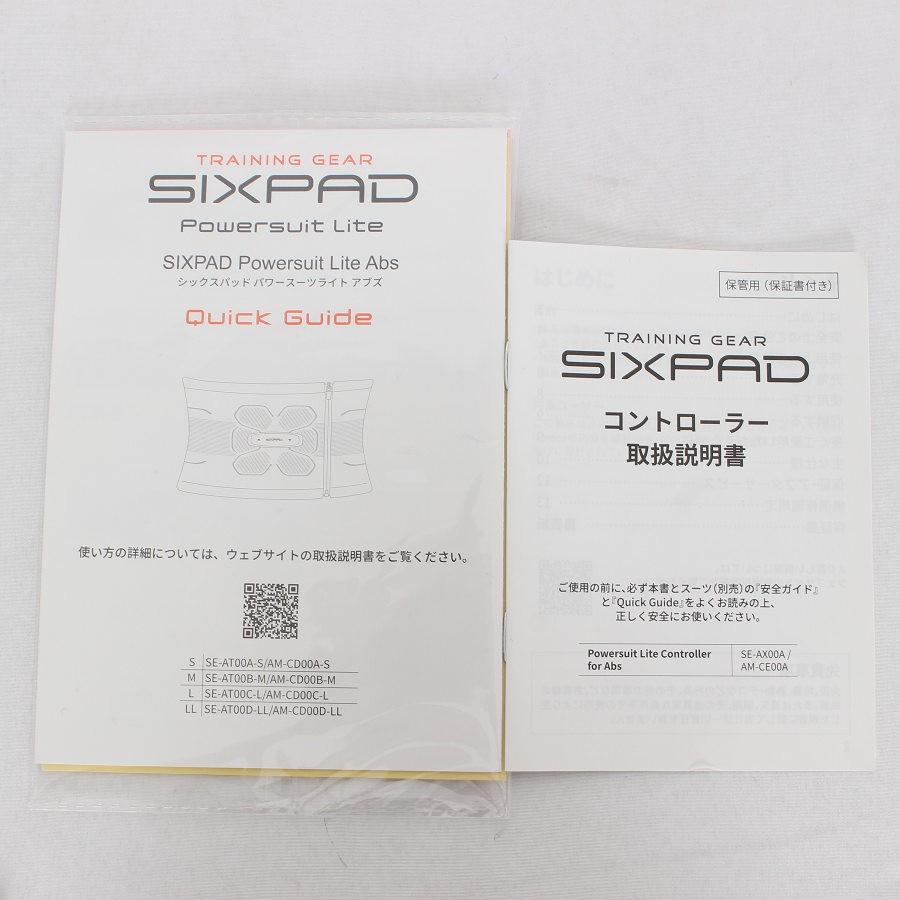 TRAINING GEAR
SIXPAD
Powersuit Lite
SIXPAD Powersuit Lite Abs
シックスパッド パワースーツライト アブズ
Quick Guide
使い方の詳細については、ウェブサイトの取扱説明書をご覧ください。
S SE-AT00A-S/AM-CD00A-S
M SE-AT00B-M/AM-CD00B-M
L SE-AT00C-L/AM-CD00C-L
LL SE-AT00D-LL/AM-CD00D-LL
保管用（保証書付き）
TRAINING GEAR
SIXPAD
コントローラー
取扱説明書
ご使用の前に、必ず本書とスーツ（別売）の『安全ガイド』
と『Quick Guide』をよくお読みの上、
正しく安全にお使いください。
Powersuit Lite Controller for Abs
SE-AX00A /
AM-CE00A